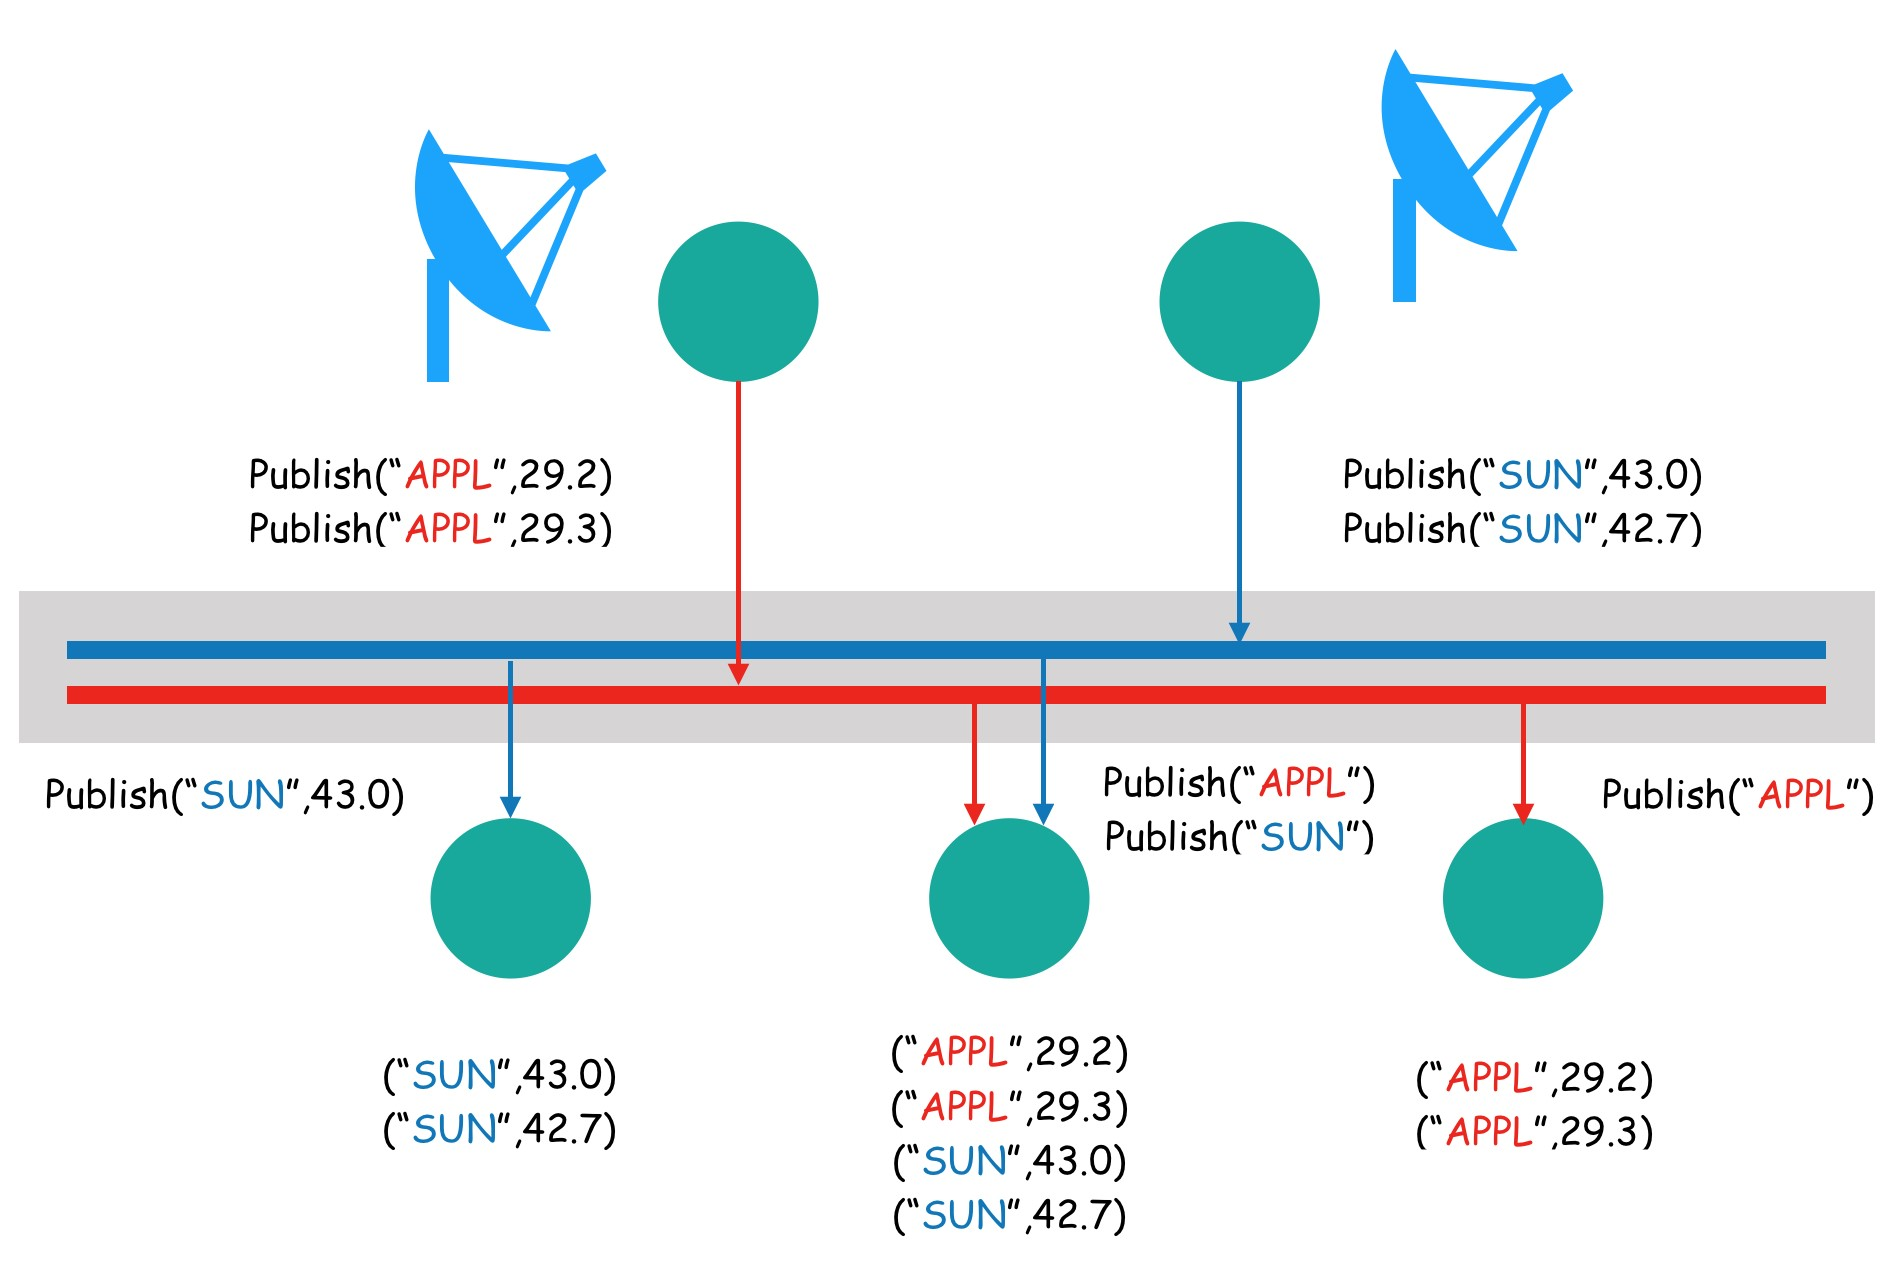 Publish(“APPL”,29.2)
Publish(“APPL”,29.3)
Publish(“SUN”,43.0)
Publish(“SUN”,42.7)
Publish(“SUN”,43.0)
Publish(“APPL”)
Publish(“SUN”)
Publish(“APPL”)
(“SUN”,43.0)
(“SUN”,42.7)
(“APPL”,29.2)
(“APPL”,29.3)
(“SUN”,43.0)
(“SUN”,42.7)
(“APPL”,29.2)
(“APPL”,29.3)